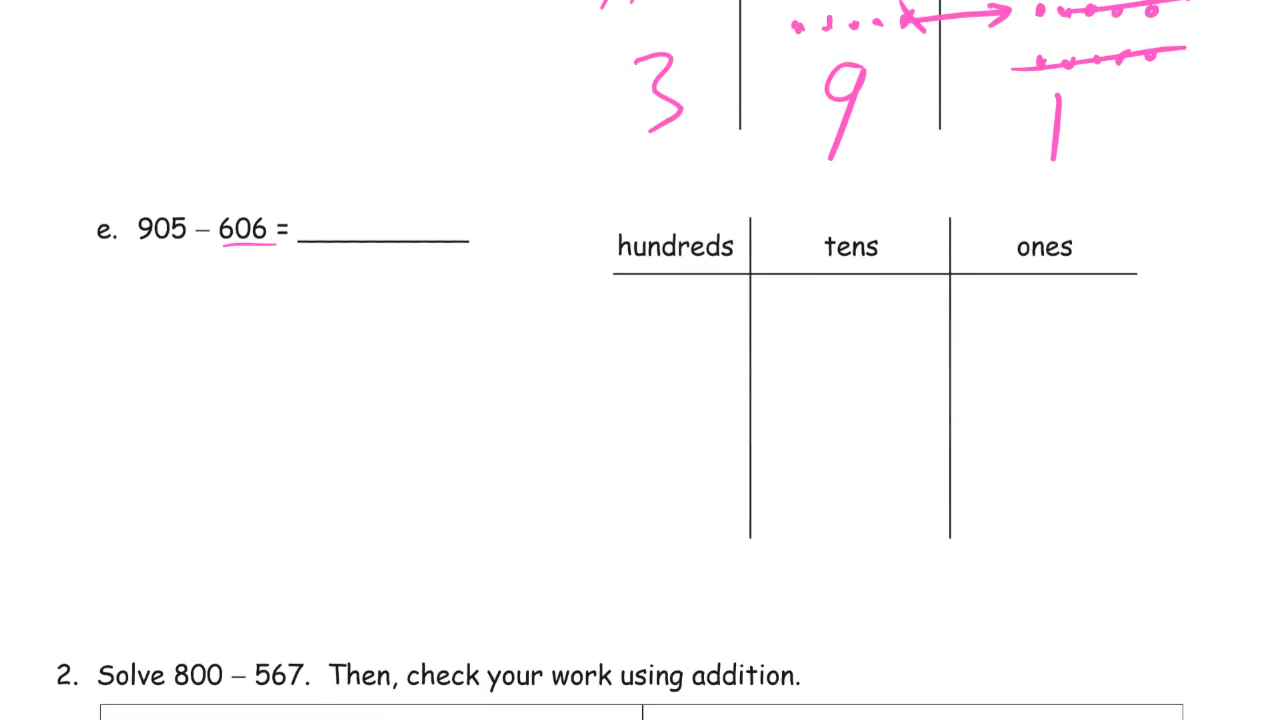 3 9 1
e. 905 – 606 = __________
hundreds tens ones
2. Solve 800 – 567. Then, check your work using addition.